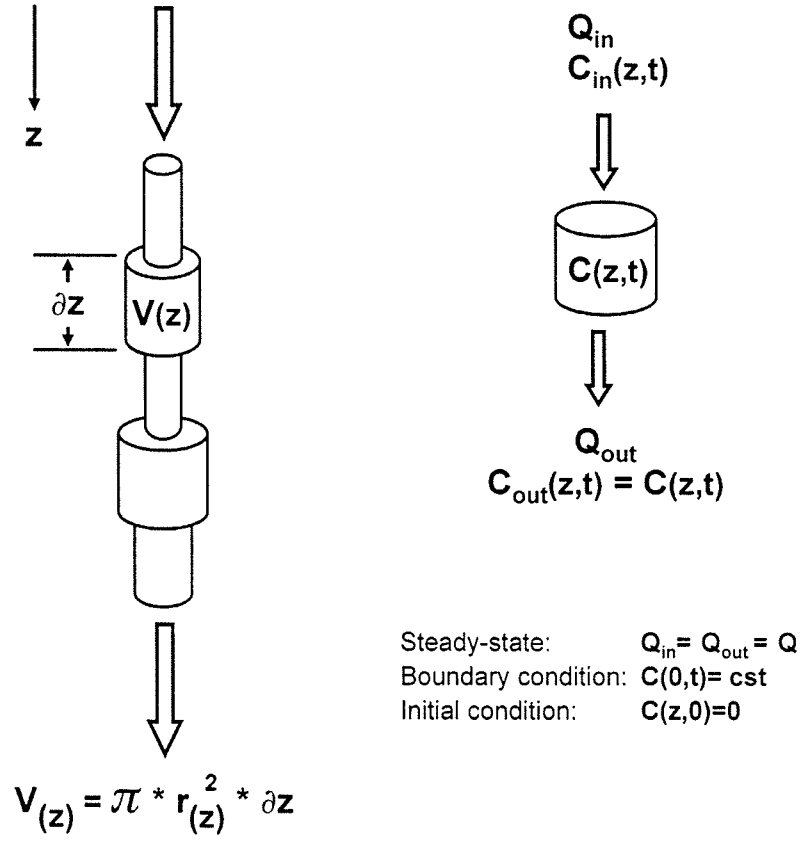 z
∂z
V(z)
V(z) = π * r(z)² * ∂z
Qin
Cin(z,t)
C(z,t)
Qout
Cout(z,t) = C(z,t)
Steady-state: Qin= Qout = Q
Boundary condition: C(0,t)= cst
Initial condition: C(z,0)=0